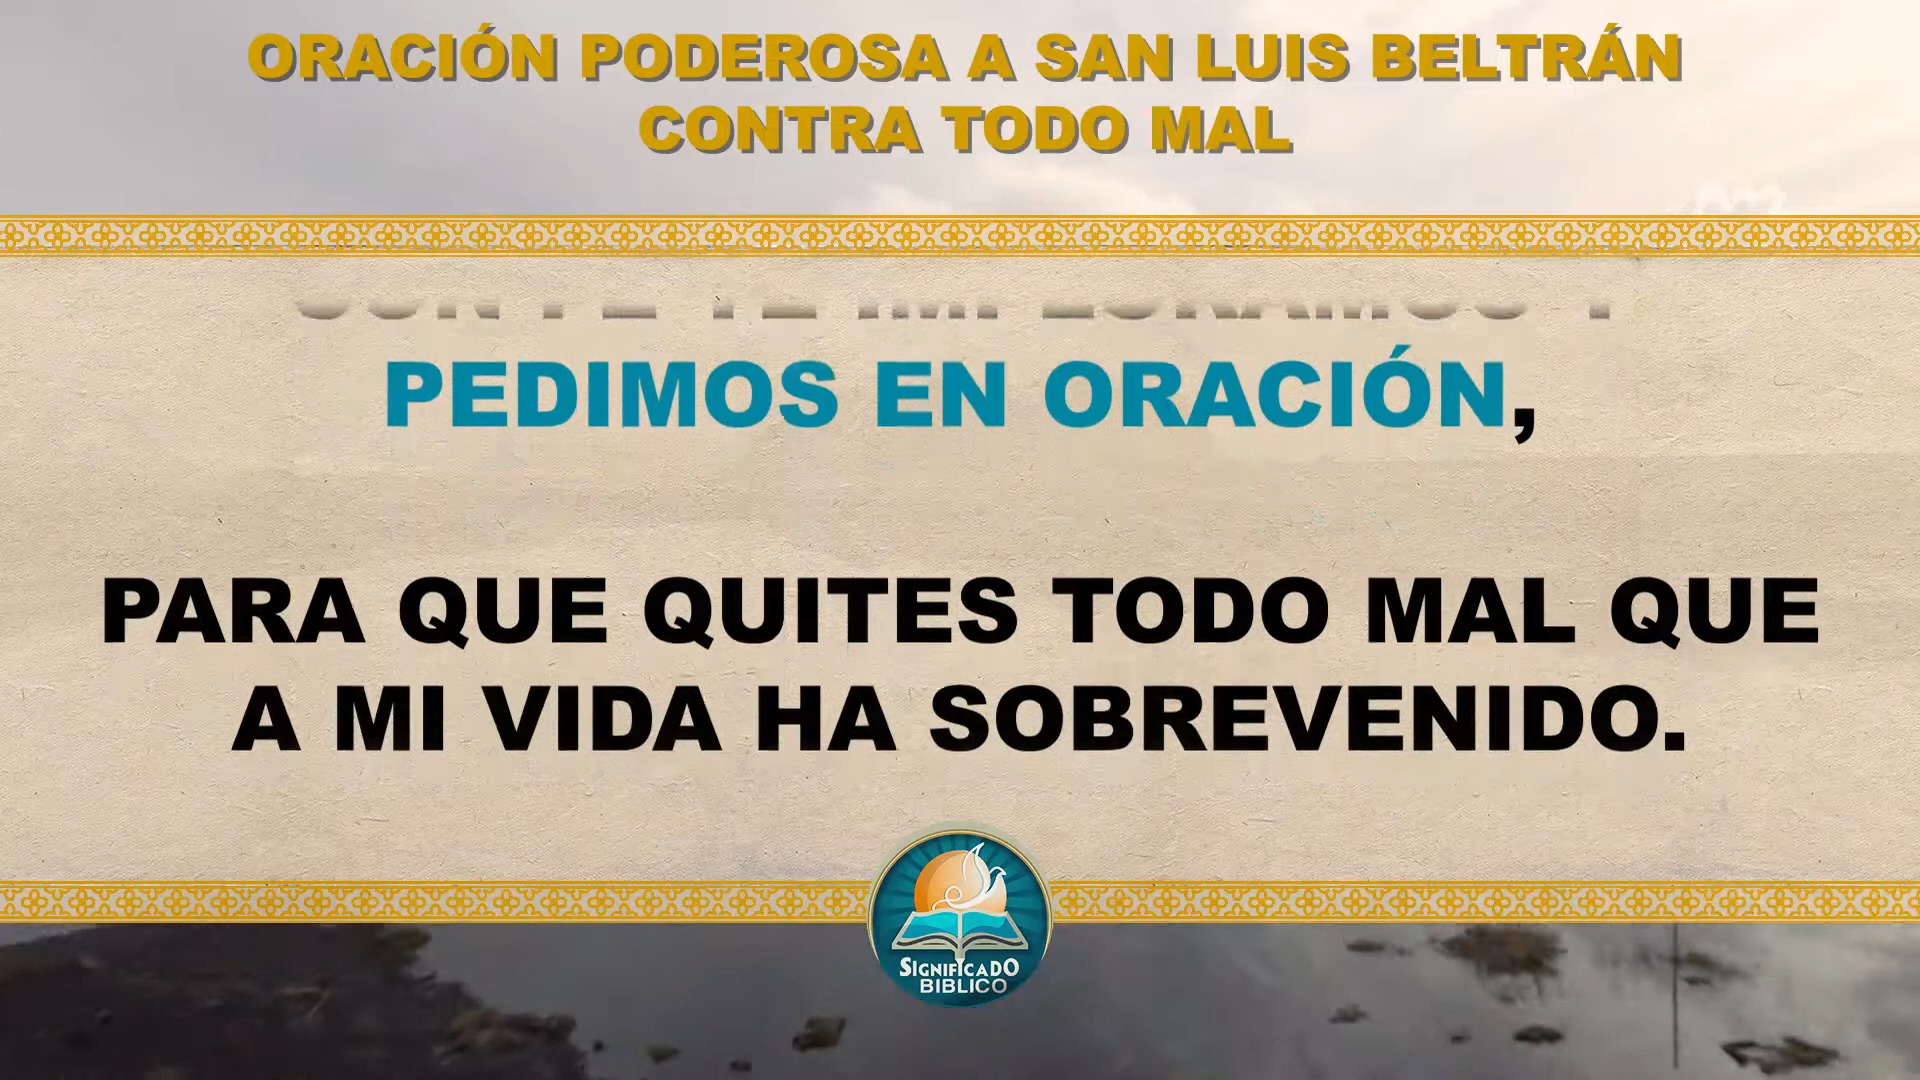 ORACIÓN PODEROSA A SAN LUIS BELTRÁN
CONTRA TODO MAL
PEDIMOS EN ORACIÓN,
PARA QUE QUITES TODO MAL QUE
A MI VIDA HA SOBREVENIDO.
SIGNIFICADO
BIBLICO